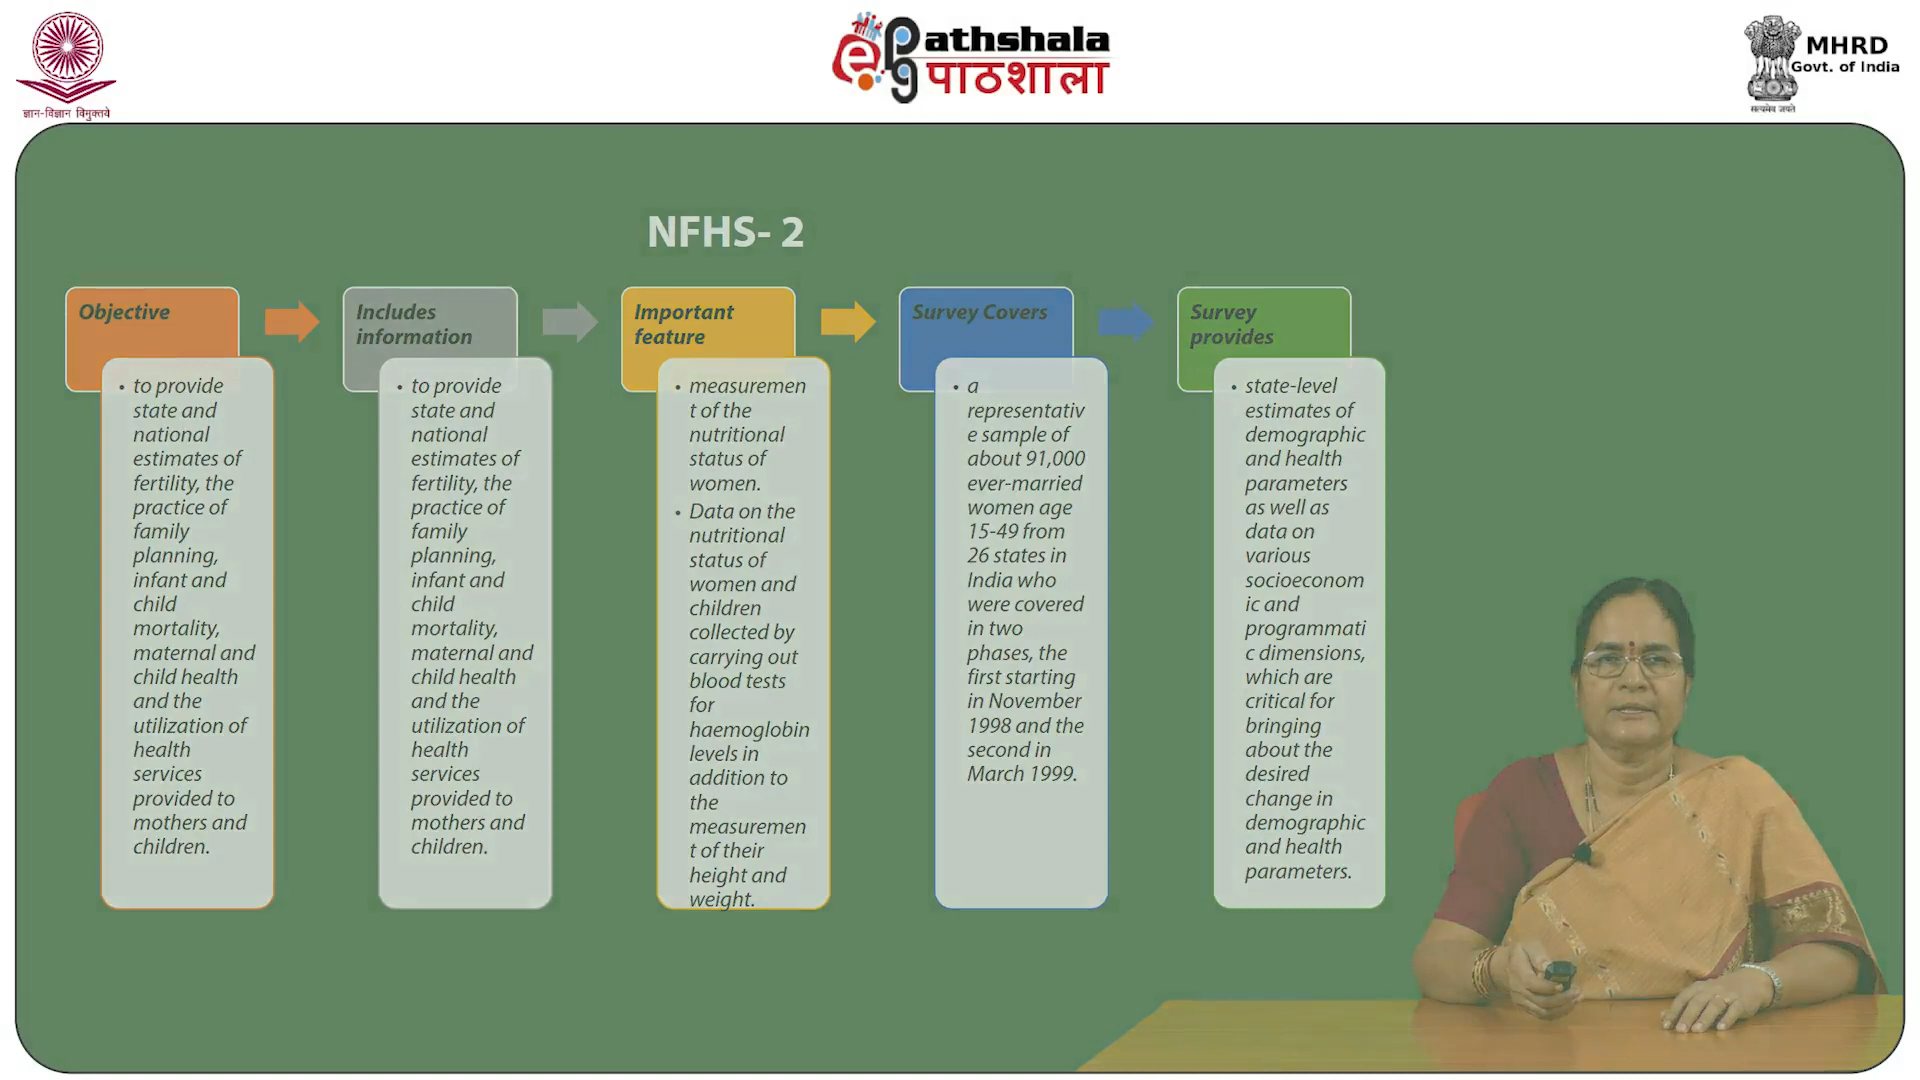 ज्ञान-विज्ञान विमुक्तये
e Pg athshala
पाठशाला
MHRD
Govt. of India
सत्यमेव जयते
NFHS- 2
Objective
• to provide
state and
national
estimates of
fertility, the
practice of
family
planning,
infant and
child
mortality,
maternal and
child health
and the
utilization of
health
services
provided to
mothers and
children.
Includes
information
• to provide
state and
national
estimates of
fertility, the
practice of
family
planning,
infant and
child
mortality,
maternal and
child health
and the
utilization of
health
services
provided to
mothers and
children.
Important
feature
• measuremen
t of the
nutritional
status of
women.
• Data on the
nutritional
status of
women and
children
collected by
carrying out
blood tests
for
haemoglobin
levels in
addition to
the
measuremen
t of their
height and
weight.
Survey Covers
• a
representativ
e sample of
about 91,000
ever-married
women age
15-49 from
26 states in
India who
were covered
in two
phases, the
first starting
in November
1998 and the
second in
March 1999.
Survey
provides
• state-level
estimates of
demographic
and health
parameters
as well as
data on
various
socioeconom
ic and
programmati
c dimensions,
which are
critical for
bringing
about the
desired
change in
demographic
and health
parameters.